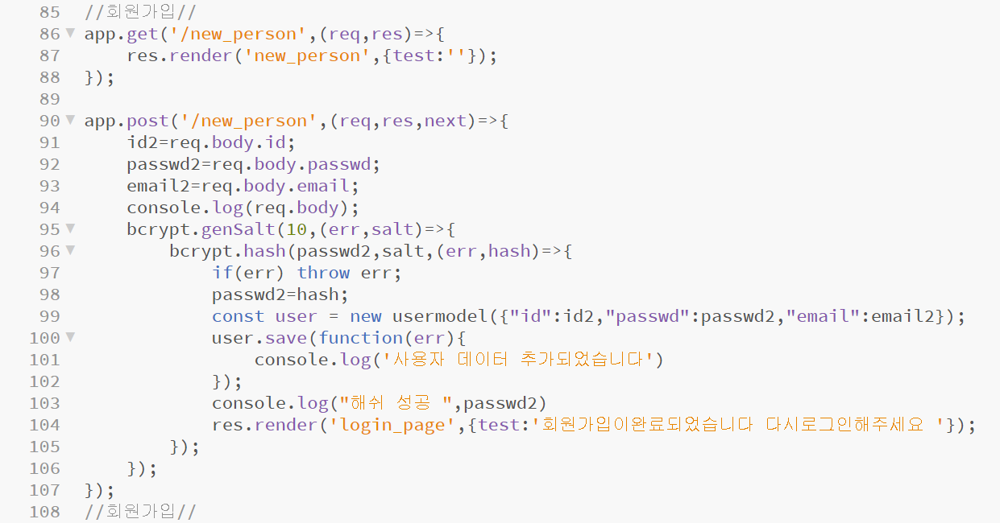 85 //회원가입//
86 app.get('/new_person',(req,res)=>{
87 res.render('new_person',{test:''});
88 });
89
90 app.post('/new_person',(req,res,next)=>{
91 id2=req.body.id;
92 passwd2=req.body.passwd;
93 email2=req.body.email;
94 console.log(req.body);
95 bcrypt.genSalt(10,(err,salt)=>{
96 bcrypt.hash(passwd2,salt,(err,hash)=>{
97 if(err) throw err;
98 passwd2=hash;
99 const user = new usermodel({"id":id2,"passwd":passwd2,"email":email2});
100 user.save(function(err){
101 console.log('사용자 데이터 추가되었습니다')
102 });
103 console.log("해쉬 성공 ",passwd2)
104 res.render('login_page',{test:'회원가입이완료되었습니다 다시로그인해주세요 '});
105 });
106 });
107 });
108 //회원가입//